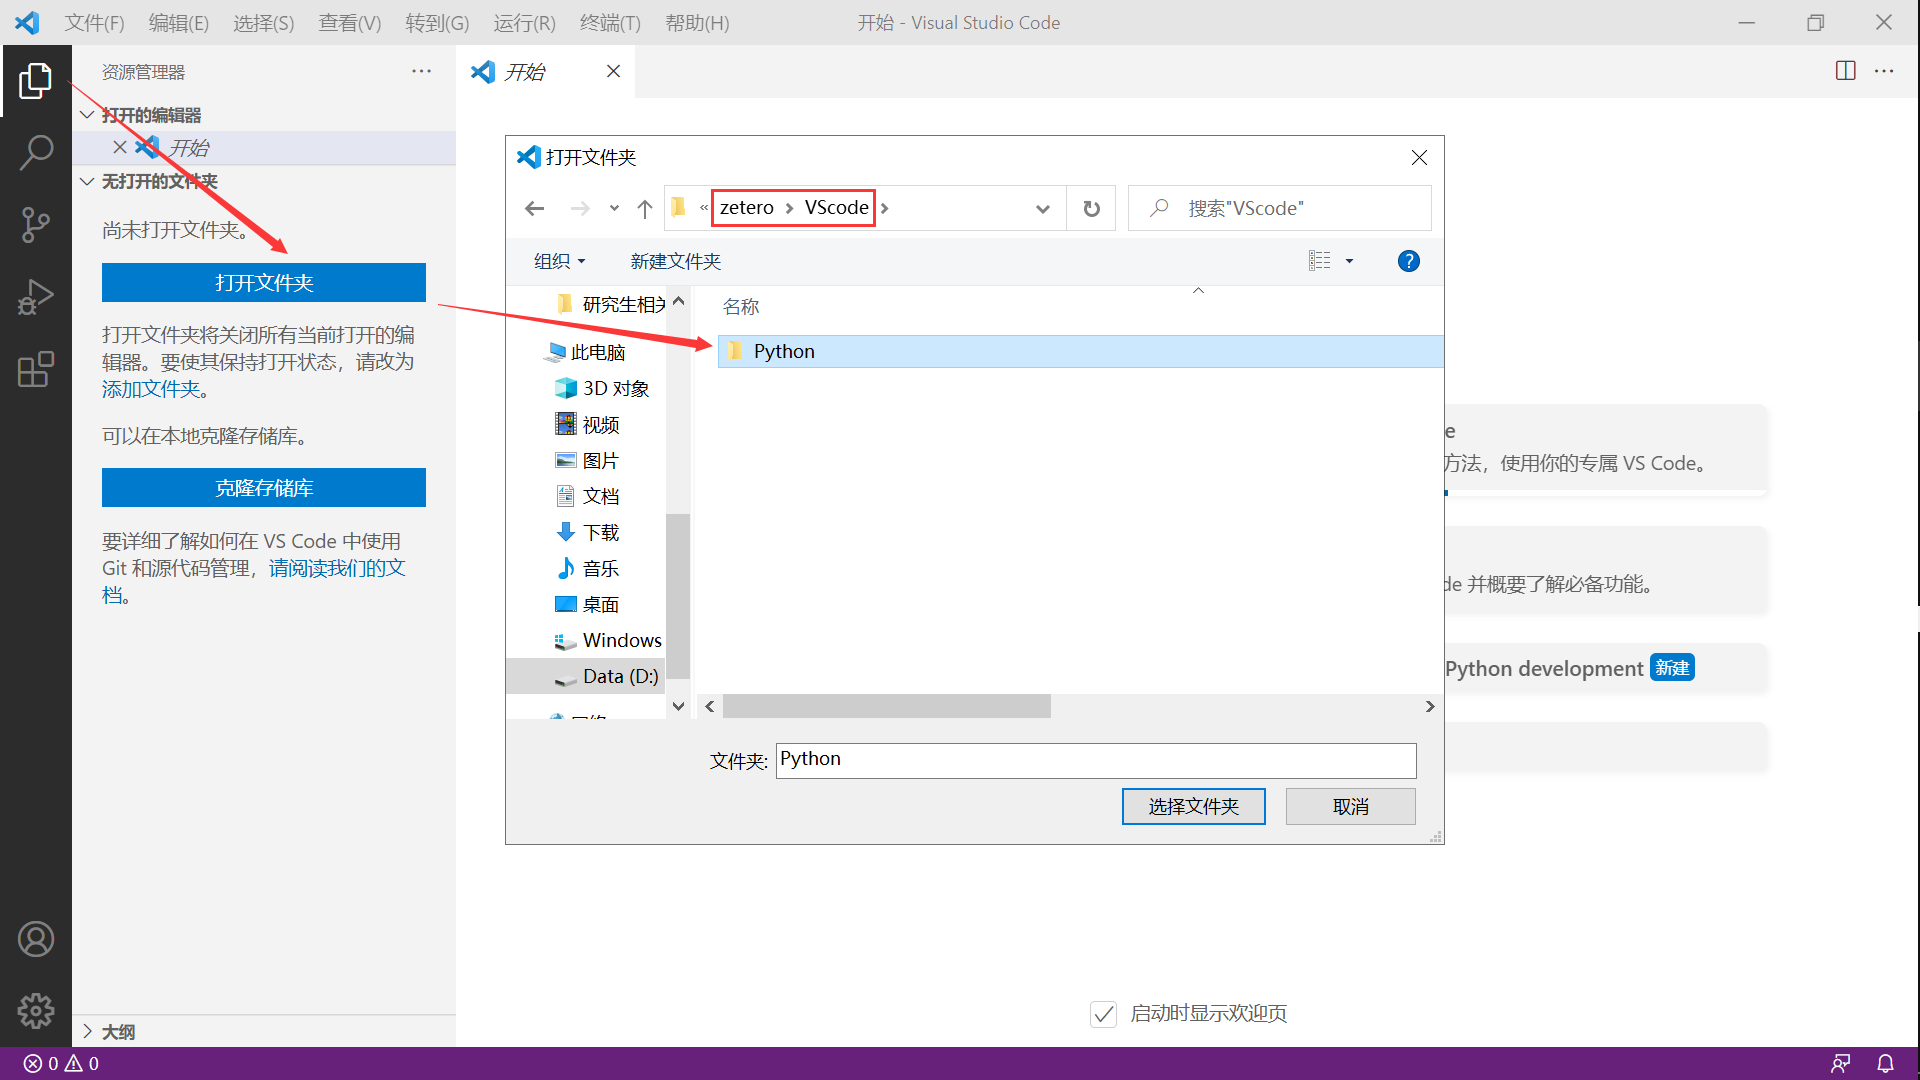 文件(F) 编辑(E) 选择(S) 查看(V) 转到(G) 运行(R) 终端(T) 帮助(H)
开始 - Visual Studio Code
资源管理器
打开的编辑器
开始
无打开的文件夹
尚未打开文件夹。
打开文件夹
打开文件夹将关闭所有当前打开的编
辑器。要使其保持打开状态，请改为
添加文件夹。
可以在本地克隆存储库。
克隆存储库
要详细了解如何在 VS Code 中使用
Git 和源代码管理，请阅读我们的文
档。
大纲
开始
打开文件夹
« zetero › VScode ›
搜索"VScode"
组织
新建文件夹
研究生相关
此电脑
3D 对象
视频
图片
文档
下载
音乐
桌面
Windows
Data (D:)
名称
Python
文件夹: Python
选择文件夹
取消
方法，使用你的专属 VS Code。
de 并概要了解必备功能。
Python development 新建
启动时显示欢迎页
0 0